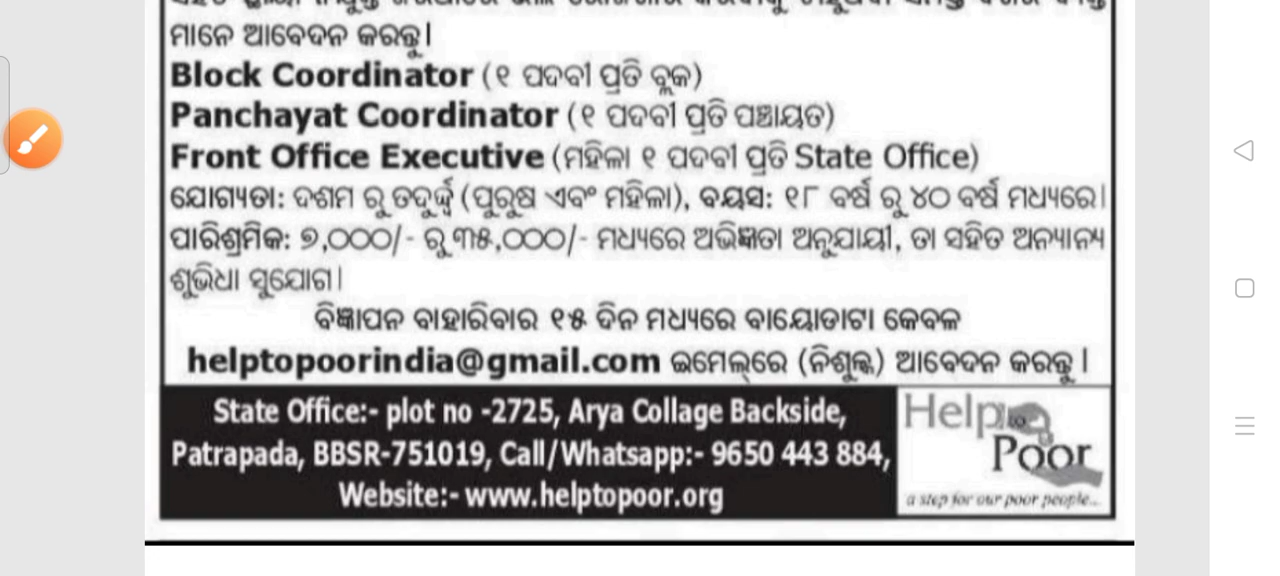 ମାନେ ଆବେଦନ କରନ୍ତୁ।
Block Coordinator (୧ ପଦବୀ ପ୍ରତି ବ୍ଲକ)
Panchayat Coordinator (୧ ପଦବୀ ପ୍ରତି ପଞ୍ଚାୟତ)
Front Office Executive (ମହିଳା ୧ ପଦବୀ ପ୍ରତି State Office)
ଯୋଗ୍ୟତା: ଦଶମ ରୁ ତଦୁର୍ଦ୍ଧ୍ୱ (ପୁରୁଷ ଏବଂ ମହିଳା), ବୟସ: ୧୮ ବର୍ଷ ରୁ ୪୦ ବର୍ଷ ମଧ୍ୟରେ।
ପାରିଶ୍ରମିକ: ୭,୦୦୦/- ରୁ ୩୫,୦୦୦/- ମଧ୍ୟରେ ଅଭିଜ୍ଞତା ଅନୁଯାୟୀ, ତା ସହିତ ଅନ୍ୟାନ୍ୟ
ଶୁଭିଧା ସୁଯୋଗ।
ବିଜ୍ଞାପନ ବାହାରିବାର ୧୫ ଦିନ ମଧ୍ୟରେ ବାୟୋଡାଟା କେବଳ
helptopoorindia@gmail.com ଇମେଲ୍‌ରେ (ନିଶୁଳ୍କ) ଆବେଦନ କରନ୍ତୁ।
State Office:- plot no -2725, Arya Collage Backside,
Patrapada, BBSR-751019, Call/Whatsapp:- 9650 443 884,
Website:- www.helptopoor.org
Help to
Poor
a step for our poor people...